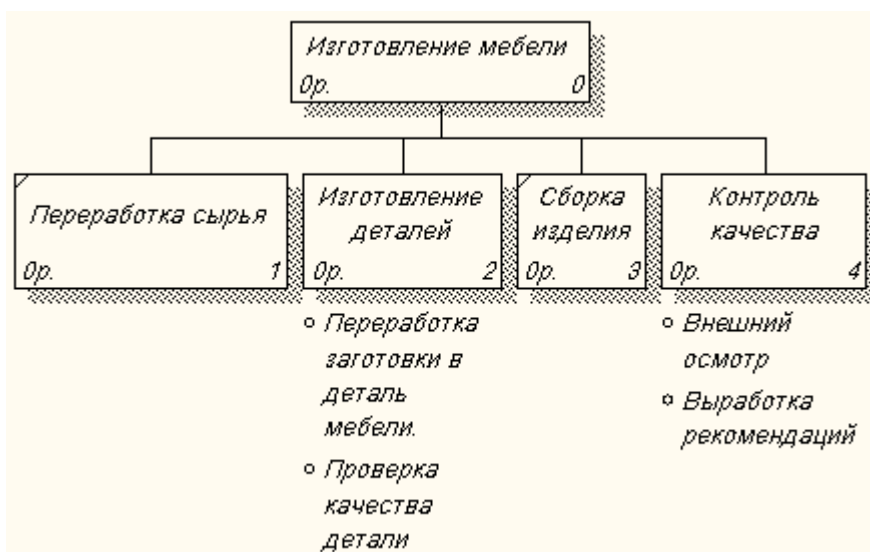 Изготовление мебели
0р. 0
Переработка сырья
0р. 1
Изготовление
деталей
0р. 2
Сборка
изделия
0р. 3
Контроль
качества
0р. 4
Переработка
заготовки в
деталь
мебели.
Проверка
качества
детали
Внешний
осмотр
Выработка
рекомендаций